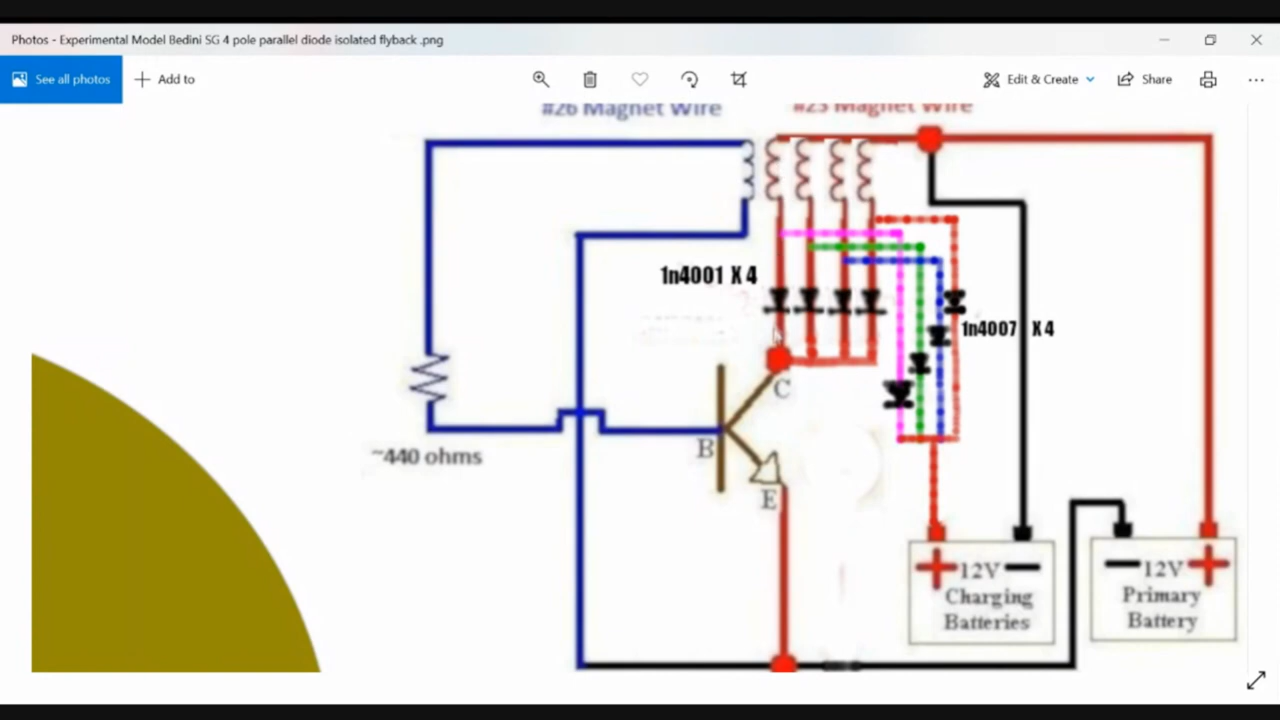 Photos - Experimental Model Bedini SG 4 pole parallel diode isolated flyback .png
See all photos
Add to
Edit & Create
Share
#26 Magnet Wire
#23 Magnet Wire
1n4001 X 4
1n4007 X 4
C
B
E
~440 ohms
12V
Charging
Batteries
12V
Primary
Battery